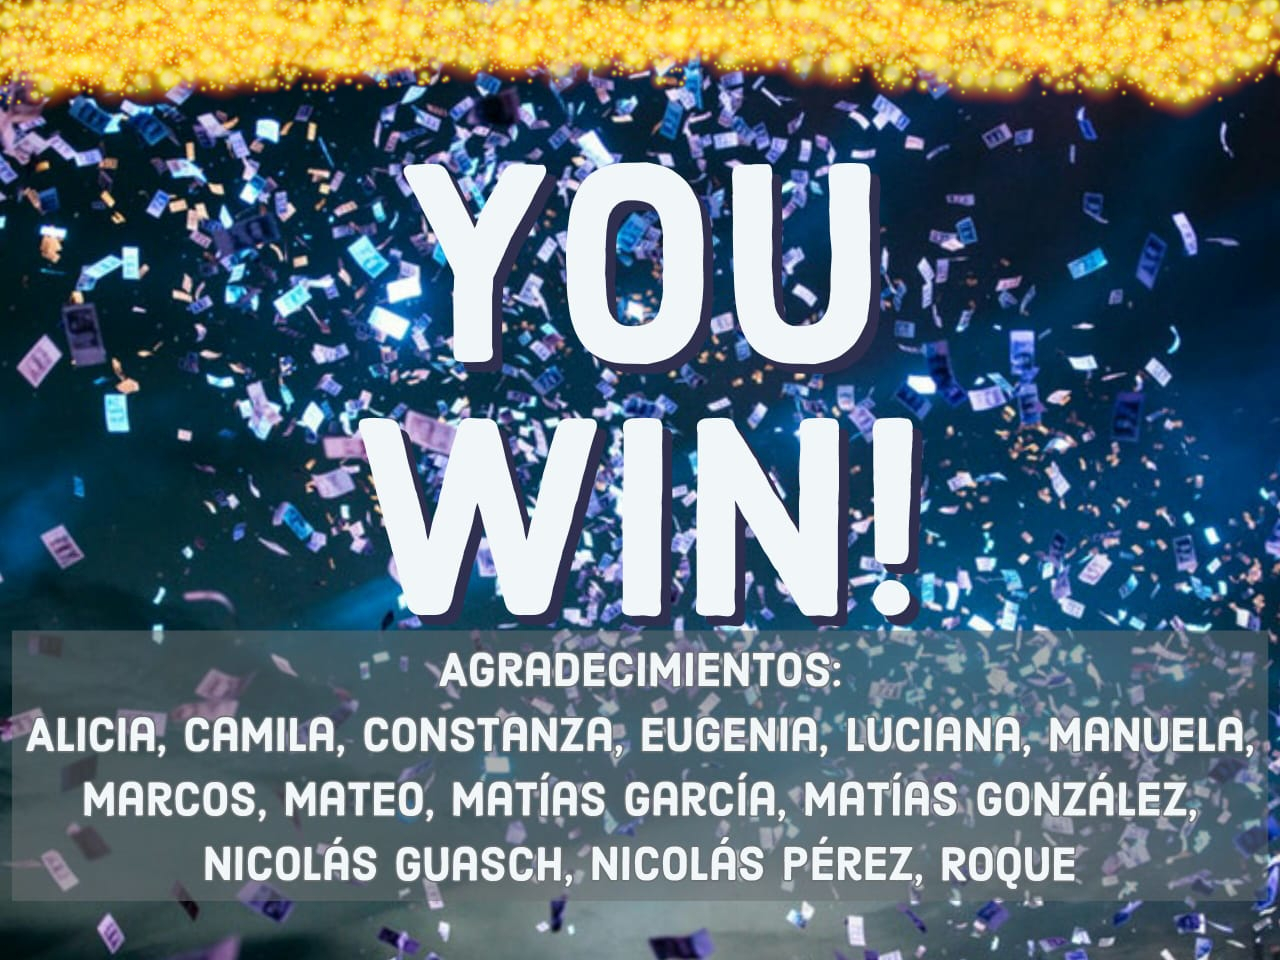 YOU
WIN!
AGRADECIMIENTOS:
ALICIA, CAMILA, CONSTANZA, EUGENIA, LUCIANA, MANUELA,
MARCOS, MATEO, MATÍAS GARCÍA, MATÍAS GONZÁLEZ,
NICOLÁS GUASCH, NICOLÁS PÉREZ, ROQUE